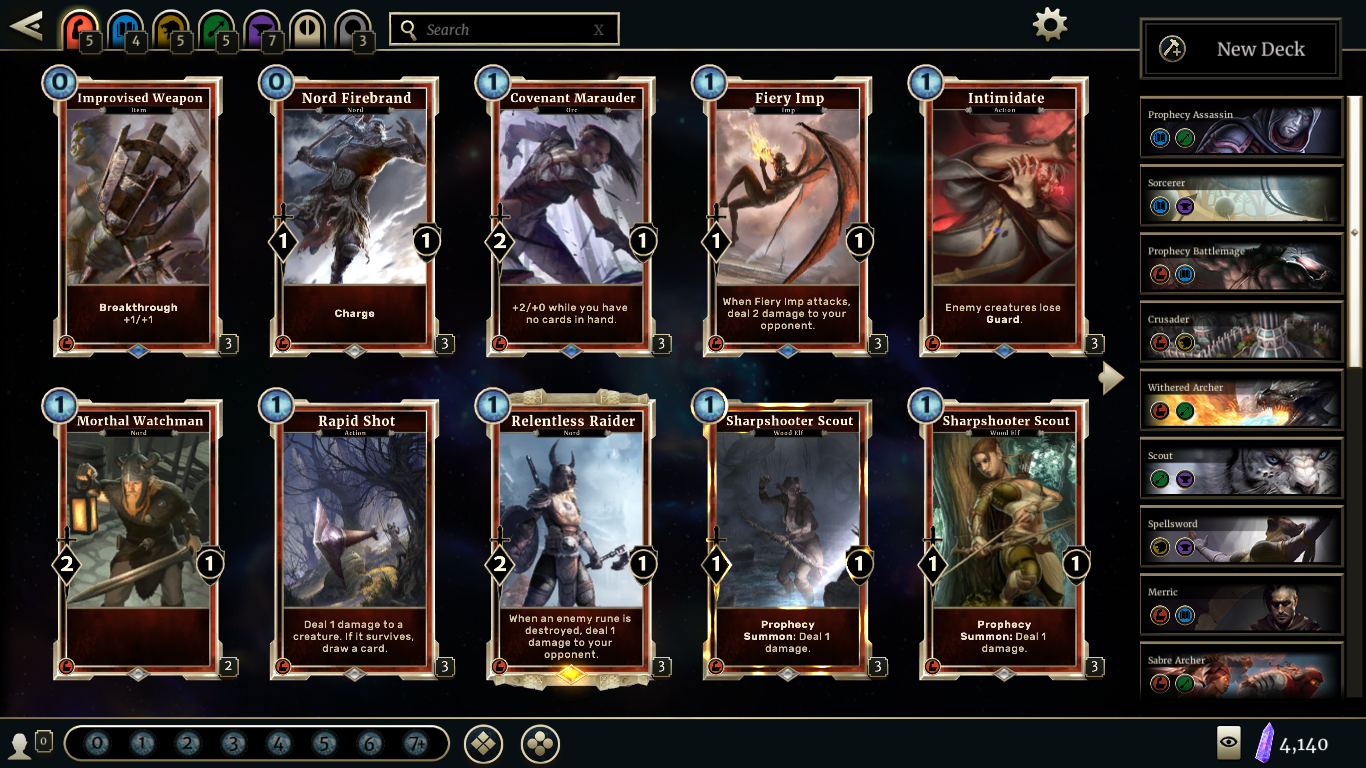 5 4 5 5 7 3
Search X
New Deck
0 Improvised Weapon
Item
Breakthrough
+1/+1
3
0 Nord Firebrand
Nord
1 1
Charge
3
1 Covenant Marauder
Orc
2 1
+2/+0 while you have
no cards in hand.
3
1 Fiery Imp
Imp
1 1
When Fiery Imp attacks,
deal 2 damage to your
opponent.
3
1 Intimidate
Action
Enemy creatures lose
Guard.
3
1 Morthal Watchman
Nord
2 1
2
1 Rapid Shot
Action
Deal 1 damage to a
creature. If it survives,
draw a card.
3
1 Relentless Raider
Nord
2 1
When an enemy rune is
destroyed, deal 1
damage to your
opponent.
3
1 Sharpshooter Scout
Wood Elf
1 1
Prophecy
Summon: Deal 1
damage.
3
1 Sharpshooter Scout
Wood Elf
1 1
Prophecy
Summon: Deal 1
damage.
3
Prophecy Assassin
Sorcerer
Prophecy Battlemage
Crusader
Withered Archer
Scout
Spellsword
Merric
Sabre Archer
0
0 1 2 3 4 5 6 7+
4,140